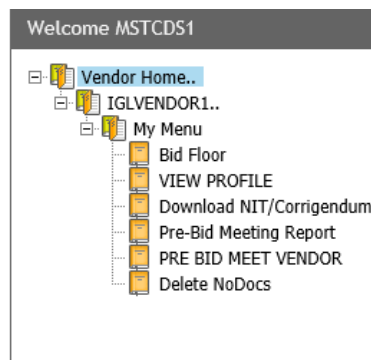 Welcome MSTCDS1
Vendor Home..
IGLVENDOR1..
My Menu
Bid Floor
VIEW PROFILE
Download NIT/Corrigendum
Pre-Bid Meeting Report
PRE BID MEET VENDOR
Delete NoDocs